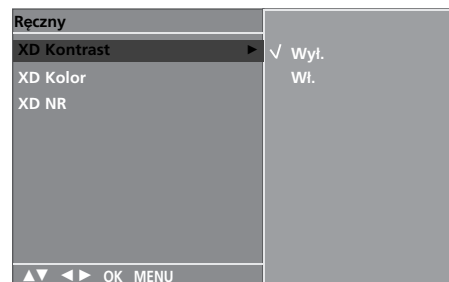 Ręczny
XD Kontrast ►
XD Kolor
XD NR
√ Wył.
Wł.
▲▼ ◄► OK MENU